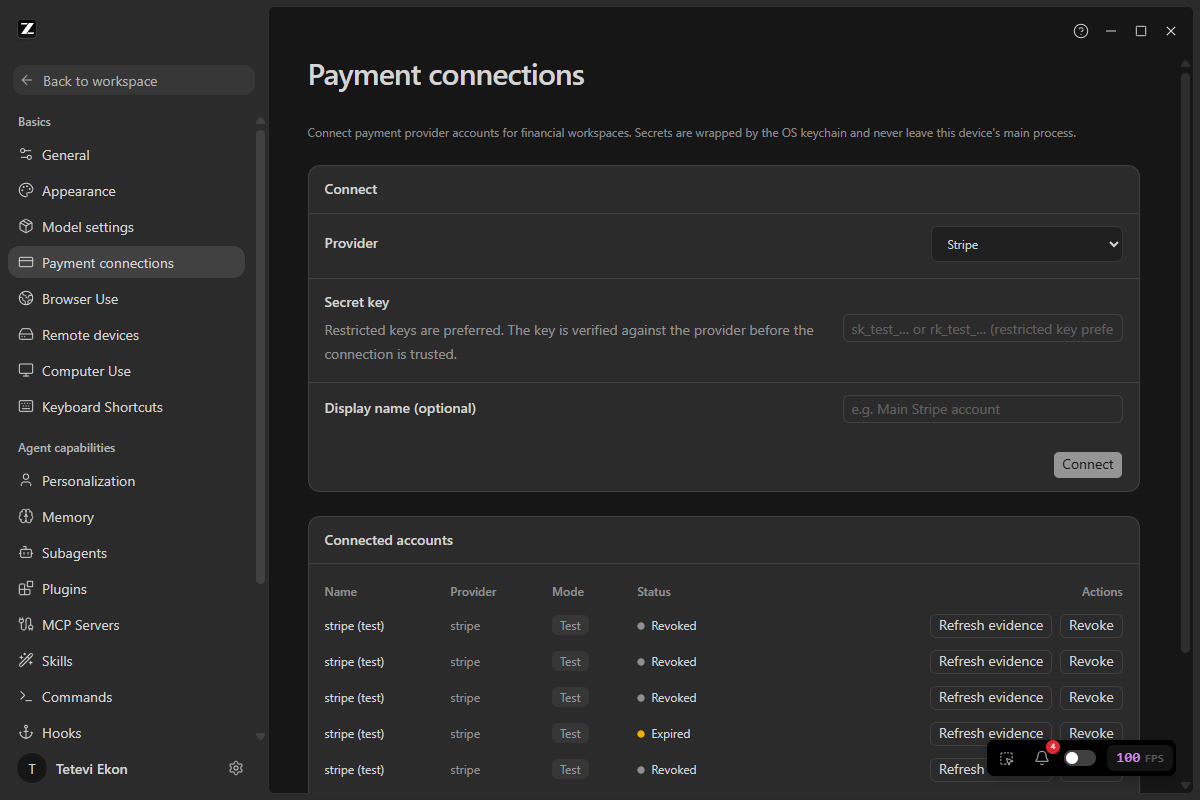 Z
Back to workspace
Basics
General
Appearance
Model settings
Payment connections
Browser Use
Remote devices
Computer Use
Keyboard Shortcuts
Agent capabilities
Personalization
Memory
Subagents
Plugins
MCP Servers
Skills
Commands
Hooks
T Tetevi Ekon
Payment connections
Connect payment provider accounts for financial workspaces. Secrets are wrapped by the OS keychain and never leave this device's main process.
Connect
Provider Stripe
Secret key
Restricted keys are preferred. The key is verified against the provider before the
connection is trusted.
sk_test_... or rk_test_... (restricted key prefe
Display name (optional) e.g. Main Stripe account
Connect
Connected accounts
Name Provider Mode Status Actions
stripe (test) stripe Test Revoked Refresh evidence Revoke
stripe (test) stripe Test Revoked Refresh evidence Revoke
stripe (test) stripe Test Revoked Refresh evidence Revoke
stripe (test) stripe Test Expired Refresh evidence Revoke
stripe (test) stripe Test Revoked Refresh
4
100 FPS